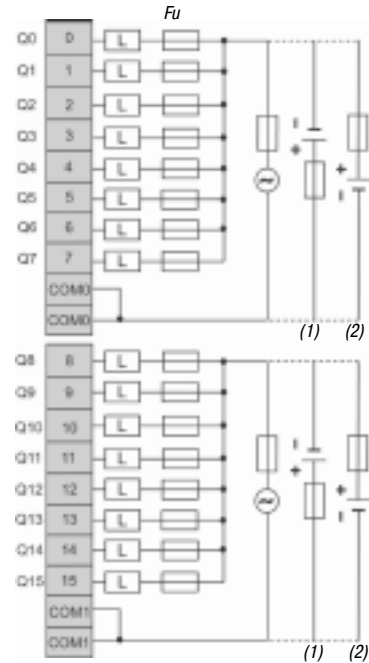 Fu
Q0 0 L
Q1 1 L
Q2 2 L
Q3 3 L
Q4 4 L
Q5 5 L
Q6 6 L
Q7 7 L
COM0
COM0
– + + –
(1) (2)
Q8 8 L
Q9 9 L
Q10 10 L
Q11 11 L
Q12 12 L
Q13 13 L
Q14 14 L
Q15 15 L
COM1
COM1
– + + –
(1) (2)